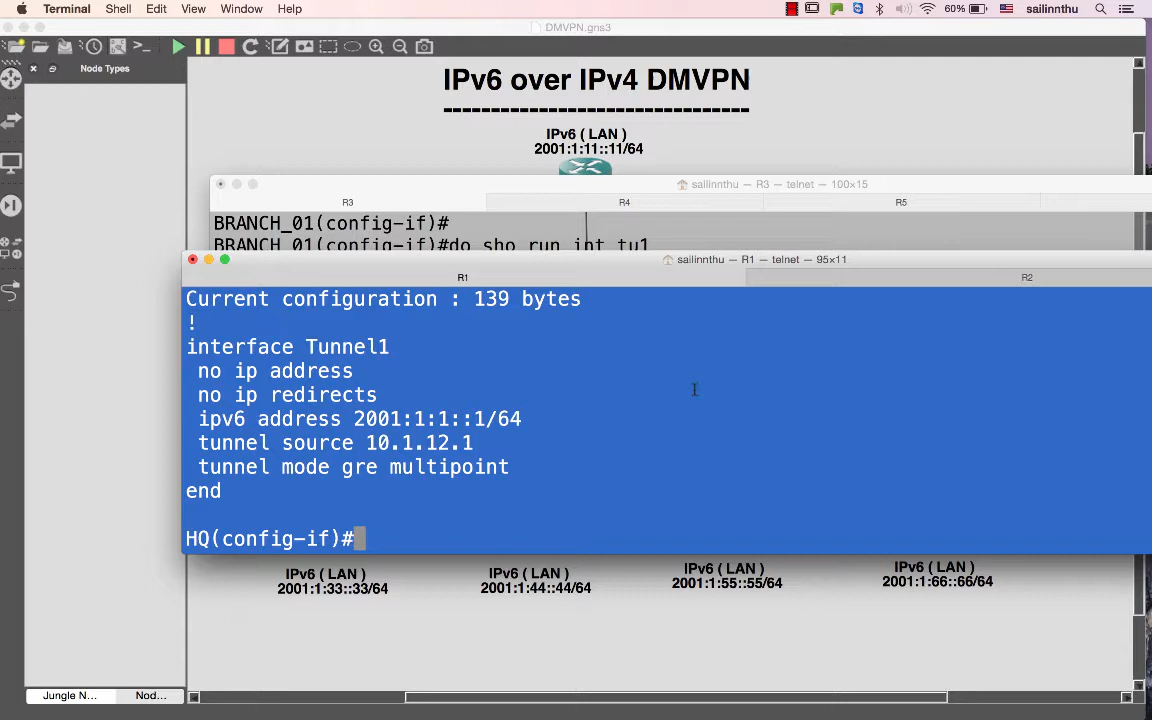 Terminal Shell Edit View Window Help 60% sailinnthu
DMVPN.gns3
Node Types
IPv6 over IPv4 DMVPN
------------------------------
IPv6 ( LAN )
2001:1:11::11/64
sailinnthu — R3 — telnet — 100×15
R3 R4 R5
BRANCH_01(config-if)#
BRANCH_01(config-if)#do sho run int tu1
sailinnthu — R1 — telnet — 95×11
R1 R2
Current configuration : 139 bytes
!
interface Tunnel1
no ip address
no ip redirects
ipv6 address 2001:1:1::1/64
tunnel source 10.1.12.1
tunnel mode gre multipoint
end
HQ(config-if)#
IPv6 ( LAN ) IPv6 ( LAN ) IPv6 ( LAN ) IPv6 ( LAN )
2001:1:33::33/64 2001:1:44::44/64 2001:1:55::55/64 2001:1:66::66/64
Jungle N... Nod...